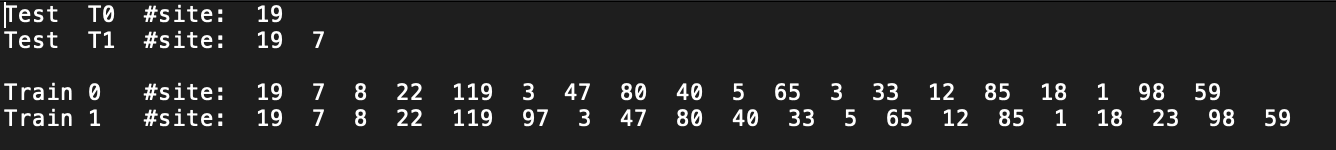 Test  T0  #site:  19
Test  T1  #site:  19  7
Train 0   #site:  19  7  8  22  119  3  47  80  40  5  65  3  33  12  85  18  1  98  59
Train 1   #site:  19  7  8  22  119  97  3  47  80  40  33  5  65  12  85  1  18  23  98  59